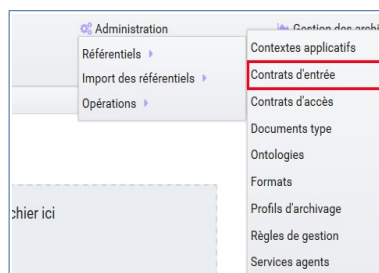 Administration
Gestion des archi
Référentiels
Import des référentiels
Opérations
Contextes applicatifs
Contrats d'entrée
Contrats d'accès
Documents type
Ontologies
Formats
Profils d'archivage
Règles de gestion
Services agents
chier ici